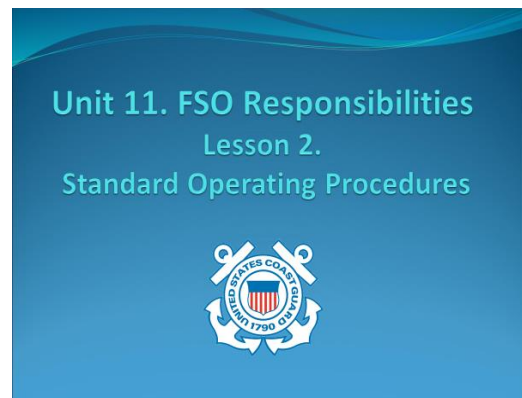 Unit 11. FSO Responsibilities
Lesson 2.
Standard Operating Procedures
UNITED STATES COAST GUARD
1790